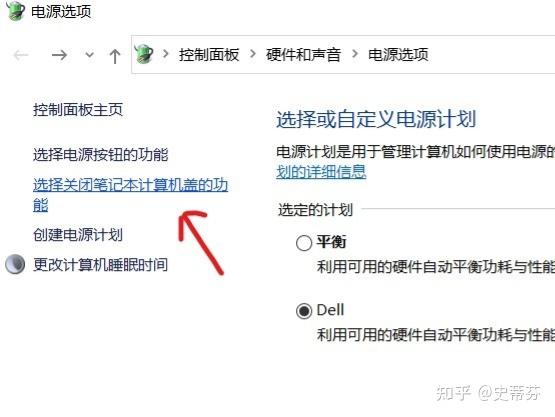 电源选项
控制面板 > 硬件和声音 > 电源选项
控制面板主页
选择电源按钮的功能
选择关闭笔记本计算机盖的功
能
创建电源计划
更改计算机睡眠时间
选择或自定义电源计划
电源计划是用于管理计算机如何使用电源的
划的详细信息
选定的计划
平衡
利用可用的硬件自动平衡功耗与性能
Dell
利用可用的硬件自动平衡功耗与性能
知乎 @史蒂芬